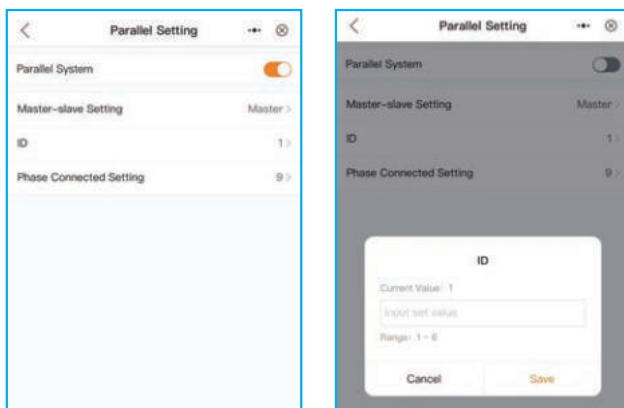 Parallel Setting
Parallel System
Master-slave Setting Master
ID 1
Phase Connected Setting 9
Parallel Setting
Parallel System
Master-slave Setting Master
ID 1
Phase Connected Setting 9
ID
Current Value: 1
Input set value
Range: 1~6
Cancel Save